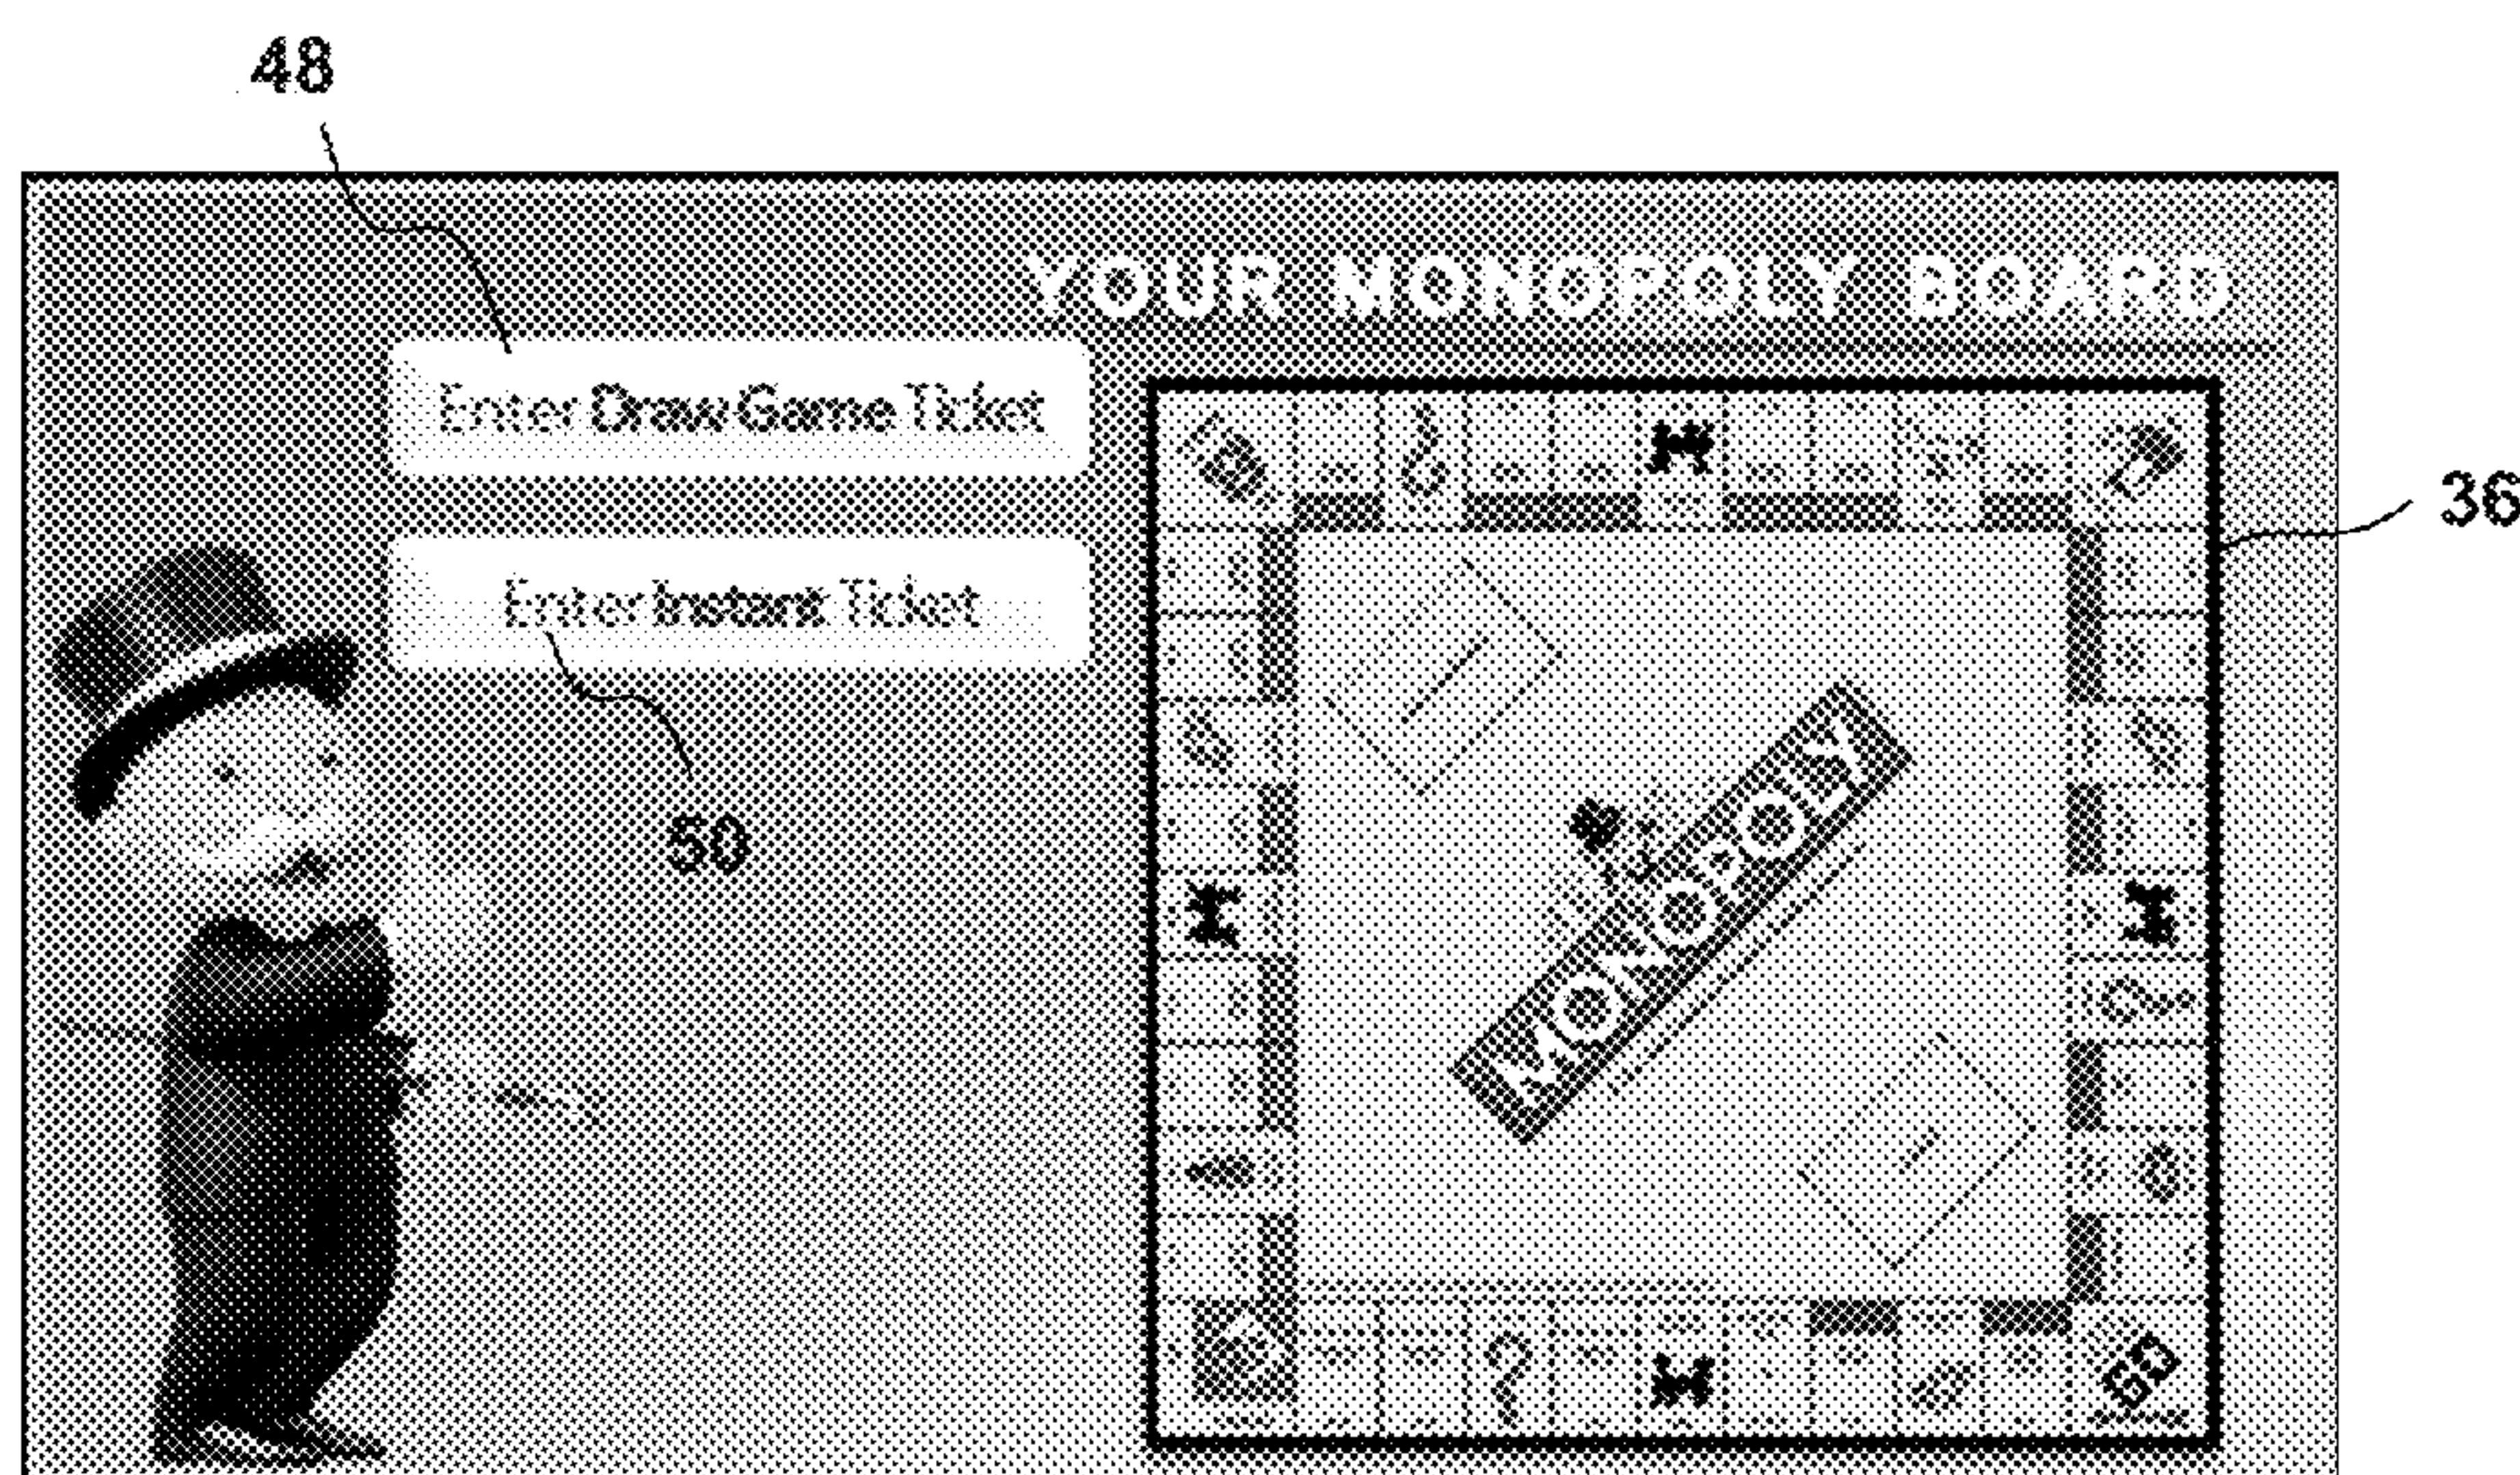 48
YOUR MONOPOLY BOARD
Enter Draw Game Ticket
36
Enter Instant Ticket
50
MONOPOLY
GO